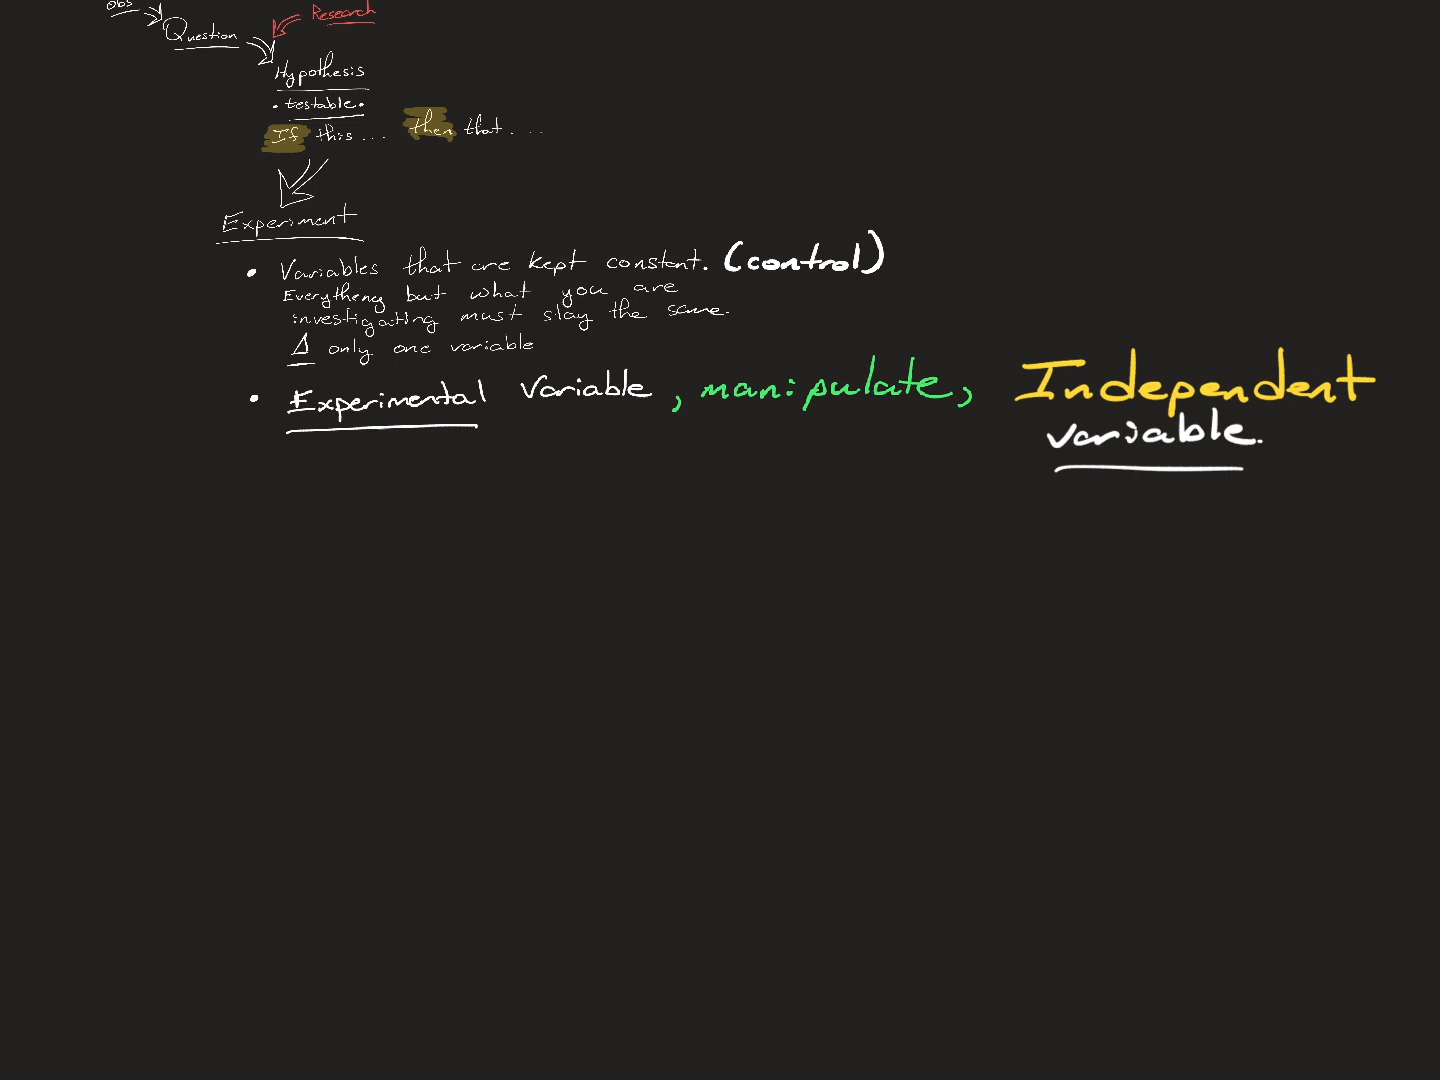 Obs
Research
Question
Hypothesis
• testable •
If this ... then that ...
Experiment
• Variables that are kept constant. (control)
Everything but what you are
investigating must stay the same.
Δ only one variable
• Experimental Variable, manipulate, Independent
variable.